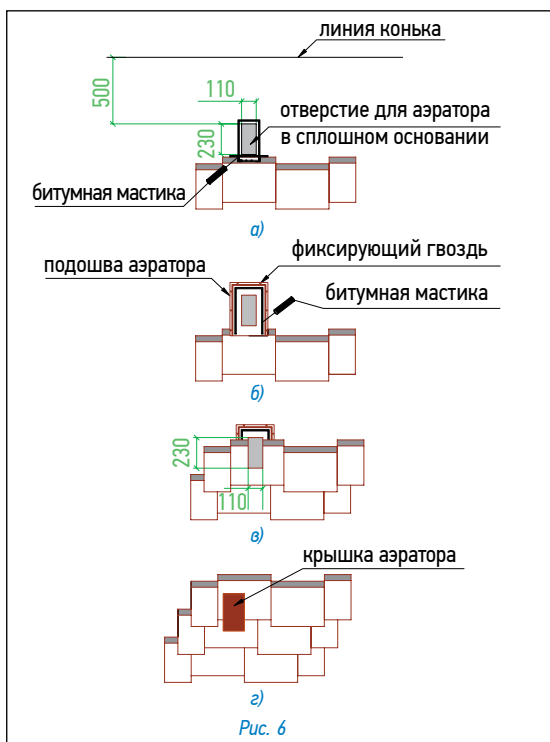 линия конька
500
110
отверстие для аэратора
в сплошном основании
230
битумная мастика
а)
фиксирующий гвоздь
подошва аэратора
битумная мастика
б)
230
110
в)
крышка аэратора
г)
Рис. 6